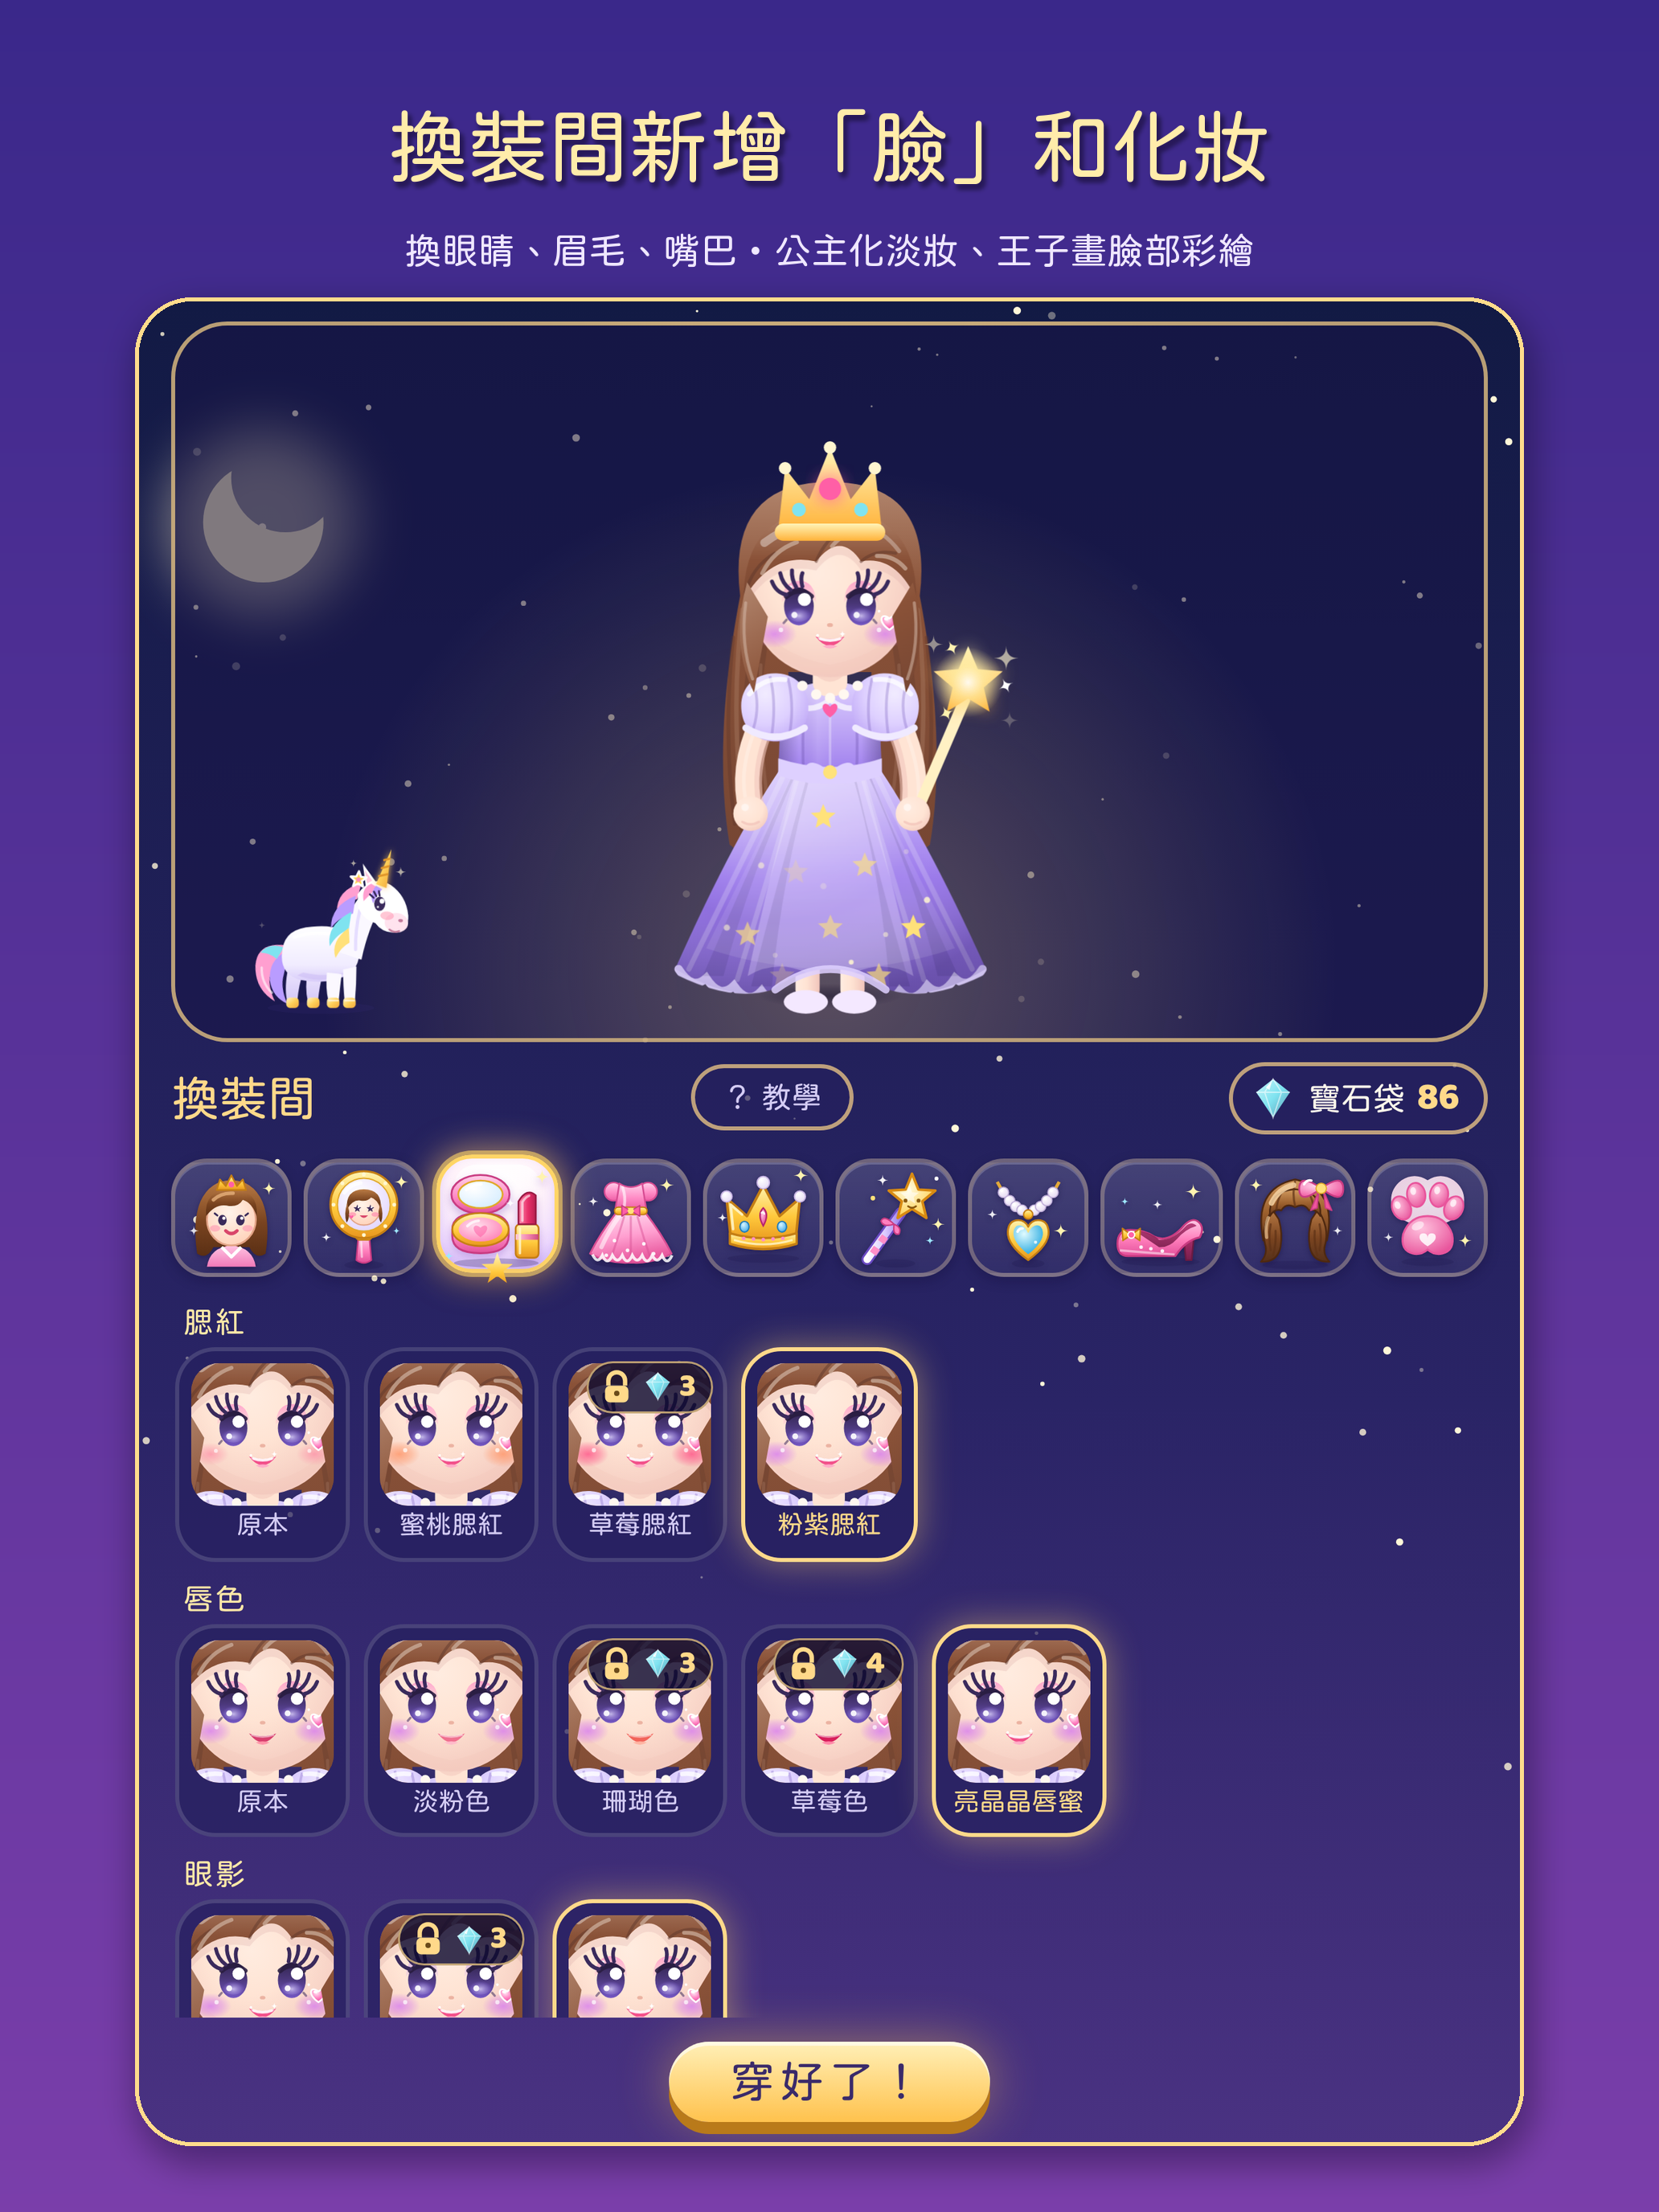 換裝間新增「臉」和化妝
換眼睛、眉毛、嘴巴・公主化淡妝、王子畫臉部彩繪
換裝間
? 教學
寶石袋 86
腮紅
3
原本
蜜桃腮紅
草莓腮紅
粉紫腮紅
唇色
3
4
原本
淡粉色
珊瑚色
草莓色
亮晶晶唇蜜
眼影
3
穿好了！